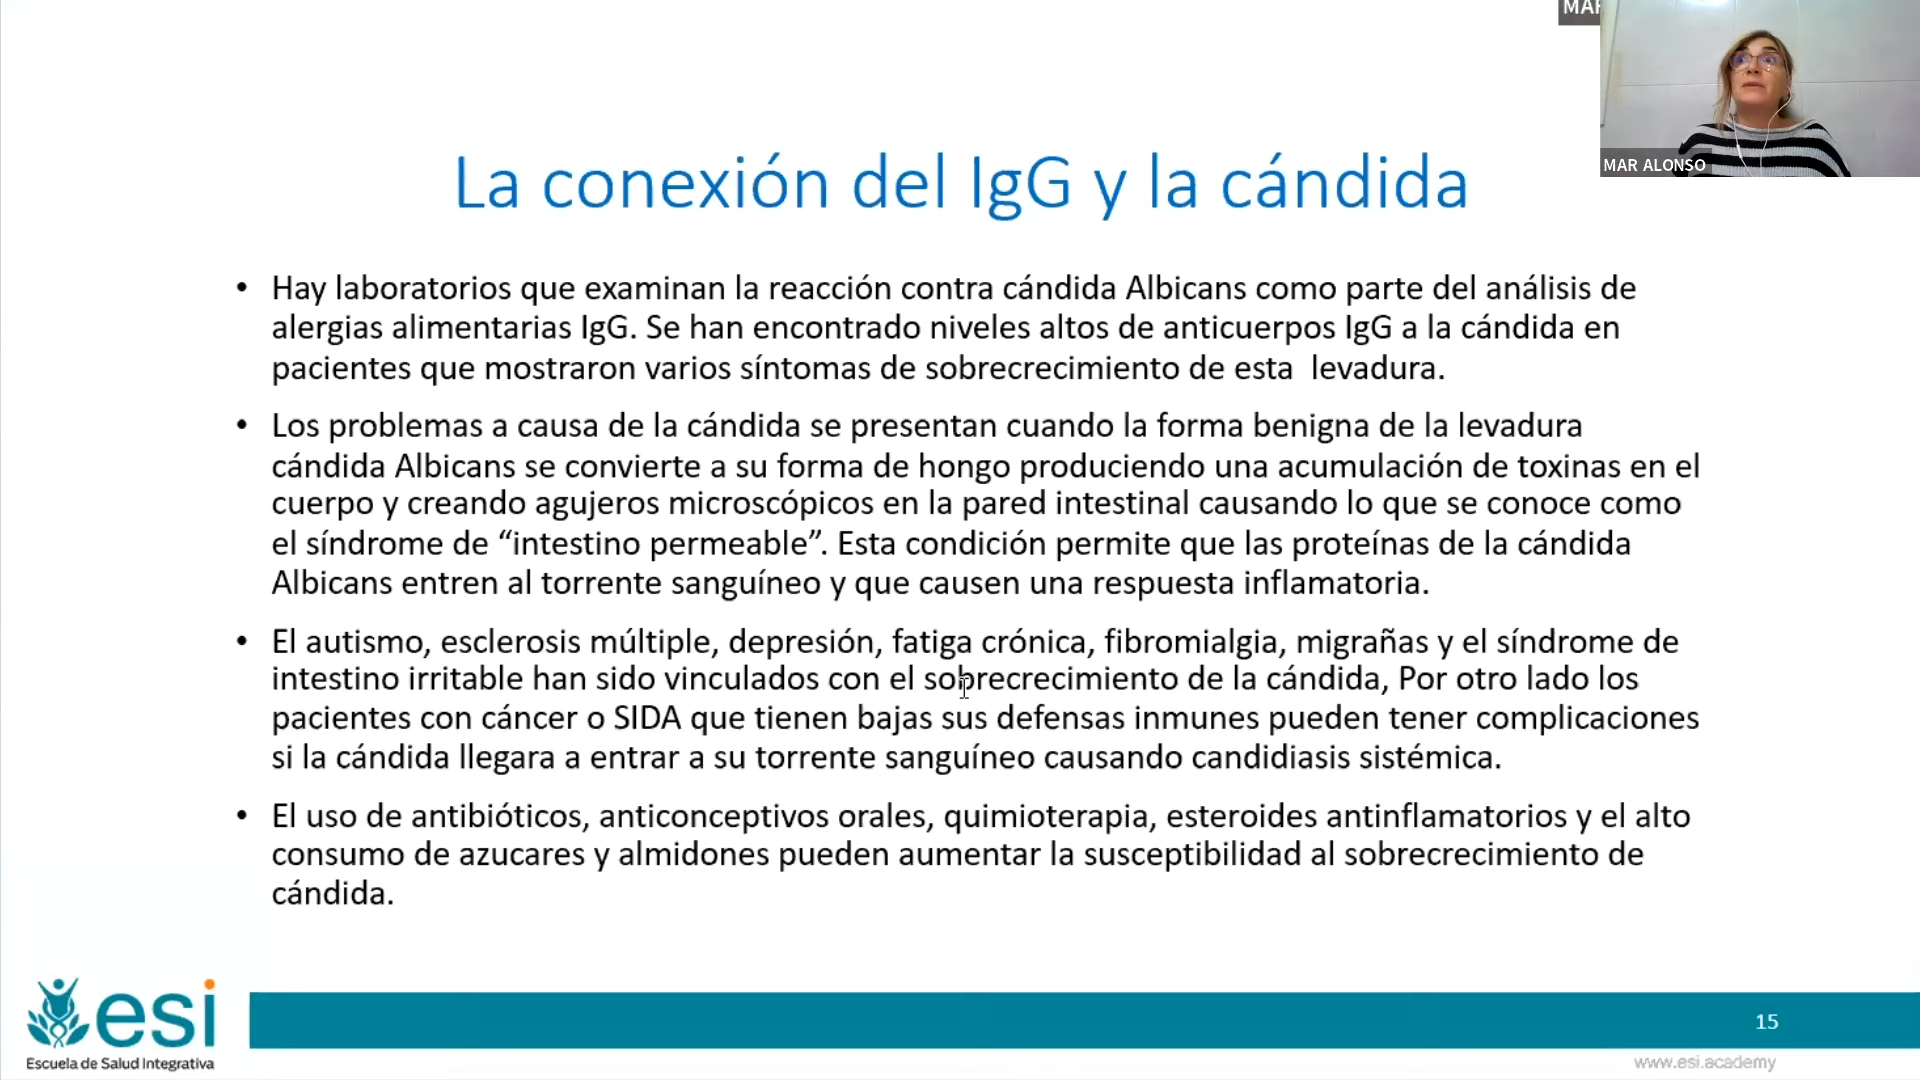 MAR
MAR ALONSO
La conexión del IgG y la cándida
• Hay laboratorios que examinan la reacción contra cándida Albicans como parte del análisis de
alergias alimentarias IgG. Se han encontrado niveles altos de anticuerpos IgG a la cándida en
pacientes que mostraron varios síntomas de sobrecrecimiento de esta  levadura.
• Los problemas a causa de la cándida se presentan cuando la forma benigna de la levadura
cándida Albicans se convierte a su forma de hongo produciendo una acumulación de toxinas en el
cuerpo y creando agujeros microscópicos en la pared intestinal causando lo que se conoce como
el síndrome de “intestino permeable”. Esta condición permite que las proteínas de la cándida
Albicans entren al torrente sanguíneo y que causen una respuesta inflamatoria.
• El autismo, esclerosis múltiple, depresión, fatiga crónica, fibromialgia, migrañas y el síndrome de
intestino irritable han sido vinculados con el sobrecrecimiento de la cándida, Por otro lado los
pacientes con cáncer o SIDA que tienen bajas sus defensas inmunes pueden tener complicaciones
si la cándida llegara a entrar a su torrente sanguíneo causando candidiasis sistémica.
• El uso de antibióticos, anticonceptivos orales, quimioterapia, esteroides antinflamatorios y el alto
consumo de azucares y almidones pueden aumentar la susceptibilidad al sobrecrecimiento de
cándida.
esi
Escuela de Salud Integrativa
15
www.esi.academy